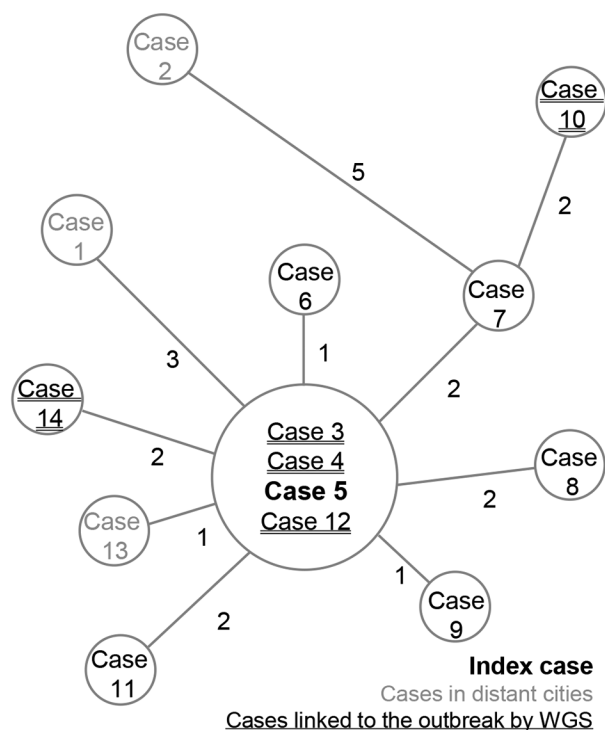 Case
2
Case
10
5
2
Case
1
Case
6
Case
7
3
1
2
Case
14
2
Case 3
Case 4
Case 5
Case 12
Case
8
2
Case
13
1
1
Case
9
2
Case
11
Index case
Cases in distant cities
Cases linked to the outbreak by WGS